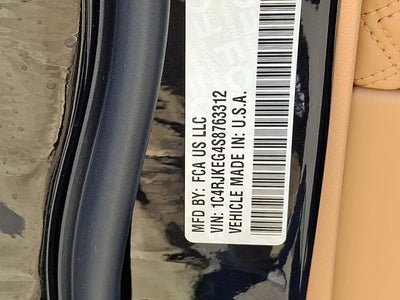 MFD BY: FCA US LLC
VIN: 1C4RJKEG4S8763312
VEHICLE MADE IN: U.S.A.